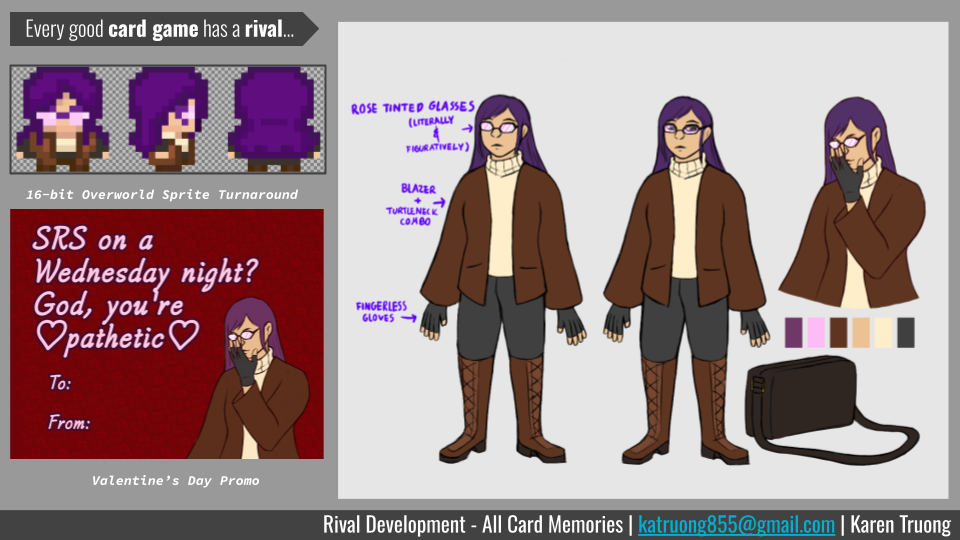 Every good card game has a rival...
16-bit Overworld Sprite Turnaround
SRS on a
Wednesday night?
God, you're
♡pathetic♡
To:
From:
Valentine's Day Promo
ROSE TINTED GLASSES
(LITERALLY
&
FIGURATIVELY)
BLAZER
+
TURTLENECK
COMBO
FINGERLESS
GLOVES
Rival Development - All Card Memories | katruong855@gmail.com | Karen Truong